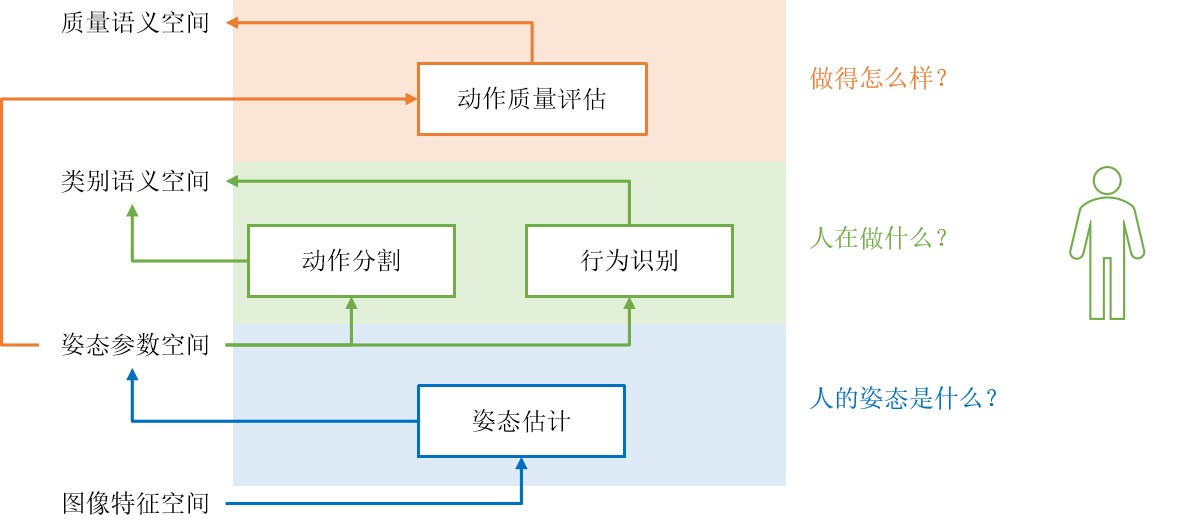 质量语义空间
动作质量评估
做得怎么样？
类别语义空间
动作分割
行为识别
人在做什么？
姿态参数空间
姿态估计
人的姿态是什么？
图像特征空间